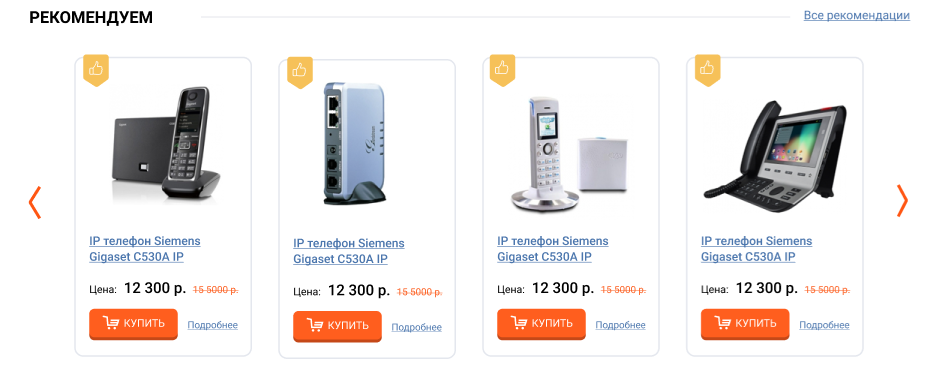 РЕКОМЕНДУЕМ
Все рекомендации
IP телефон Siemens
Gigaset C530A IP
Цена: 12 300 р. 15 5000 р.
КУПИТЬ Подробнее
IP телефон Siemens
Gigaset C530A IP
Цена: 12 300 р. 15 5000 р.
КУПИТЬ Подробнее
IP телефон Siemens
Gigaset C530A IP
Цена: 12 300 р. 15 5000 р.
КУПИТЬ Подробнее
IP телефон Siemens
Gigaset C530A IP
Цена: 12 300 р. 15 5000 р.
КУПИТЬ Подробнее